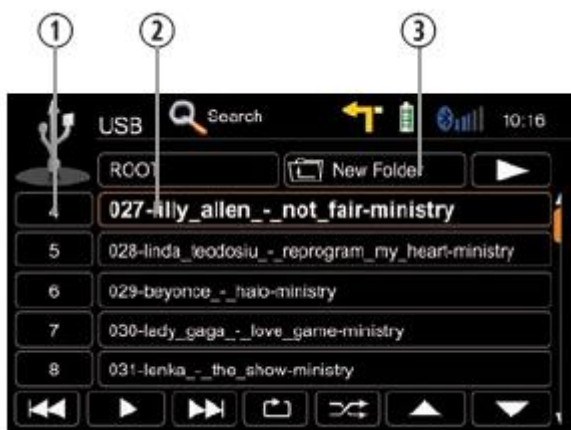 1 2 3
USB Search 10:16
ROOT New Folder
4 027-lilly_allen_-_not_fair-ministry
5 028-linda_teodosiu_-_reprogram_my_heart-ministry
6 029-beyonce_-_halo-ministry
7 030-lady_gaga_-_love_game-ministry
8 031-lenka_-_the_show-ministry